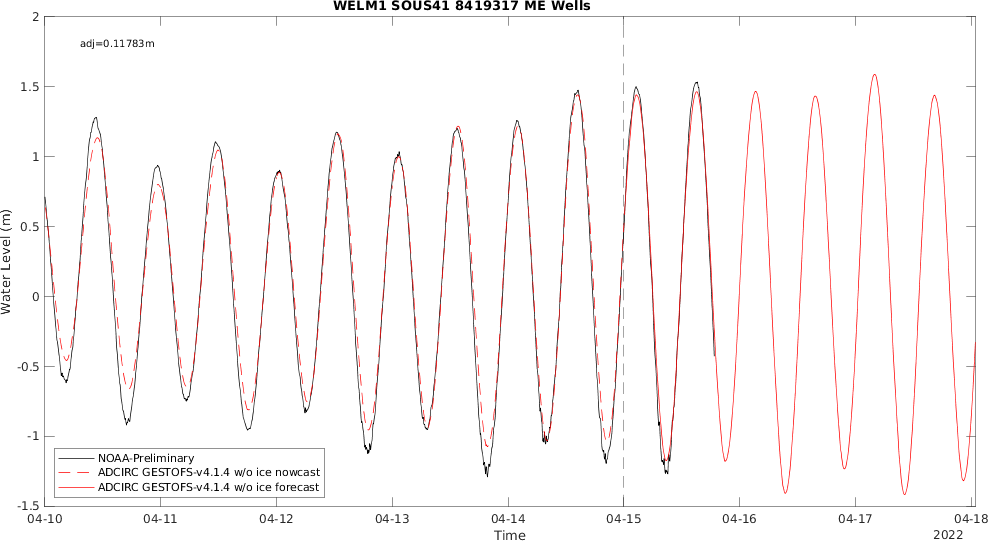 WELM1 SOUS41 8419317 ME Wells
adj=0.11783m
2
1.5
1
0.5
0
-0.5
-1
-1.5
Water Level (m)
NOAA-Preliminary
ADCIRC GESTOFS-v4.1.4 w/o ice nowcast
ADCIRC GESTOFS-v4.1.4 w/o ice forecast
04-10 04-11 04-12 04-13 04-14 04-15 04-16 04-17 04-18
Time
2022